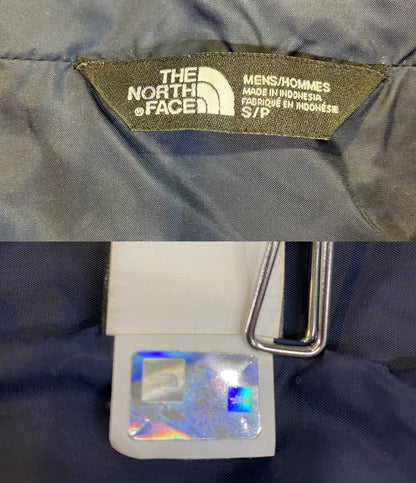 THE
NORTH
®FACE
MENS/HOMMES
MADE IN INDONESIA
FABRIQUÉ EN INDONÉSIE
S/P